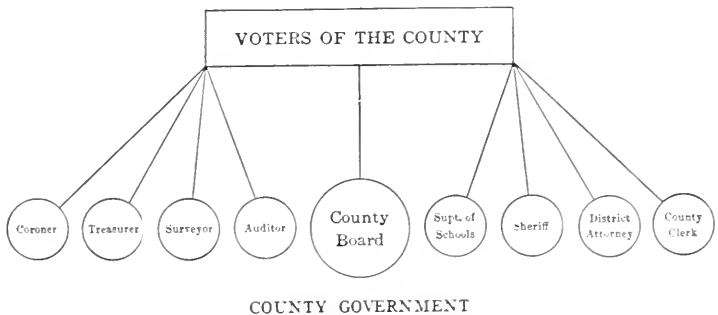 VOTERS OF THE COUNTY
Coroner
Treasurer
Surveyor
Auditor
County
Board
Supt. of
Schools
Sheriff
District
Attorney
County
Clerk
COUNTY GOVERNMENT